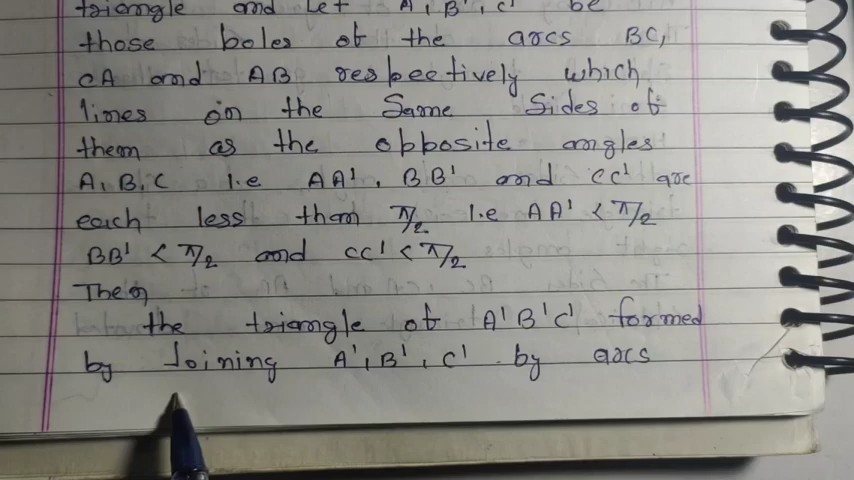 triangle and Let A', B', C' be
those boles of the arcs BC,
CA and AB resbectively which
lines on the Same Sides of
them as the obbosite angles
A, B, C i.e AA', BB' and CC' are
each less than π/2 i.e AA' < π/2
BB' < π/2 and CC' < π/2
Then
the triangle of A'B'C' formed
by Joining A', B', C' by arcs